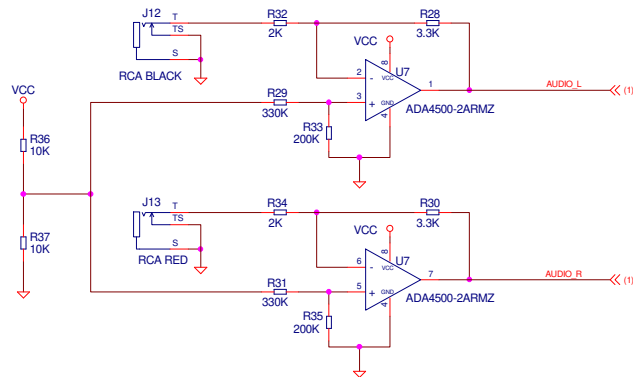 J12
T
TS
S
RCA BLACK
R32
2K
R28
3.3K
VCC
8
VCC
U7
2
-
1
3
+
GND
4
ADA4500-2ARMZ
AUDIO_L
(1)
R29
330K
R33
200K
VCC
R36
10K
R37
10K
J13
T
TS
S
RCA RED
R34
2K
R30
3.3K
VCC
8
VCC
U7
6
-
7
5
+
GND
4
ADA4500-2ARMZ
AUDIO_R
(1)
R31
330K
R35
200K